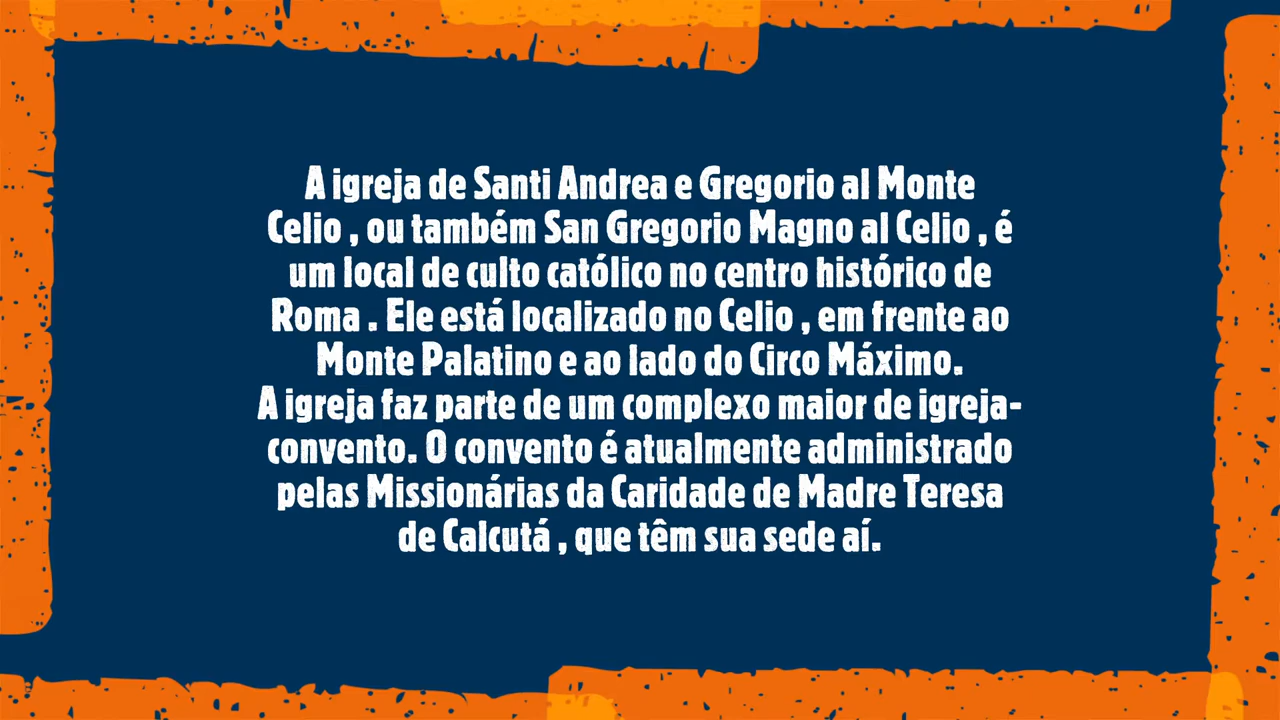 A igreja de Santi Andrea e Gregorio al Monte
Celio , ou também San Gregorio Magno al Celio , é
um local de culto católico no centro histórico de
Roma . Ele está localizado no Celio , em frente ao
Monte Palatino e ao lado do Circo Máximo.
A igreja faz parte de um complexo maior de igreja-
convento. O convento é atualmente administrado
pelas Missionárias da Caridade de Madre Teresa
de Calcutá , que têm sua sede aí.